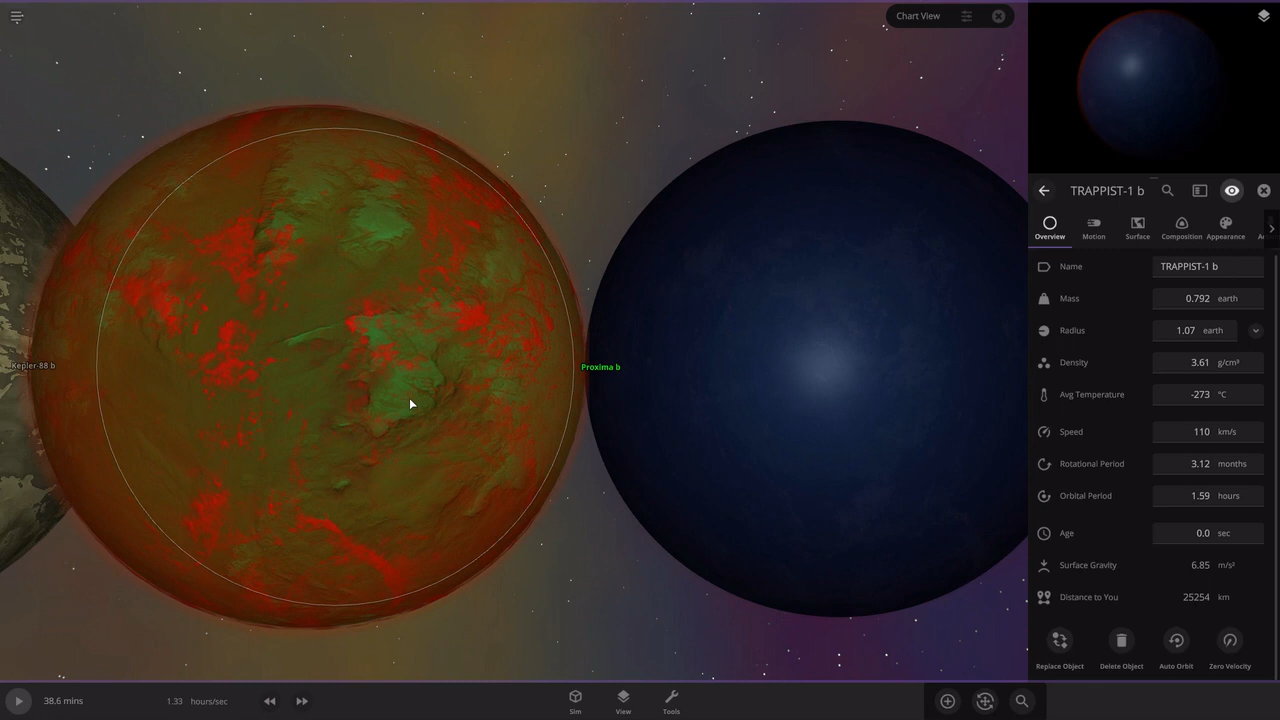 Chart View
Kepler-88 b
Proxima b
TRAPPIST-1 b
Overview
Motion
Surface
Composition
Appearance
Name TRAPPIST-1 b
Mass 0.792 earth
Radius 1.07 earth
Density 3.61 g/cm³
Avg Temperature -273 °C
Speed 110 km/s
Rotational Period 3.12 months
Orbital Period 1.59 hours
Age 0.0 sec
Surface Gravity 6.85 m/s²
Distance to You 25254 km
Replace Object
Delete Object
Auto Orbit
Zero Velocity
38.6 mins
1.33 hours/sec
Sim
View
Tools